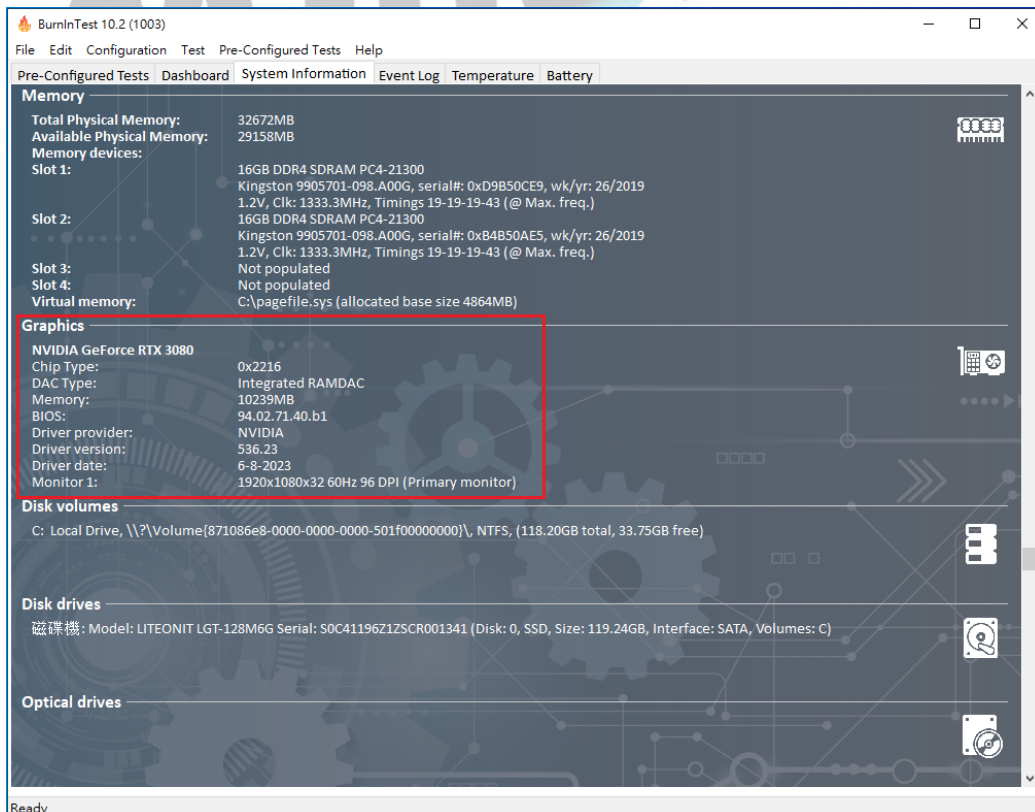 BurnInTest 10.2 (1003)
File Edit Configuration Test Pre-Configured Tests Help
Pre-Configured Tests Dashboard System Information Event Log Temperature Battery
Memory
Total Physical Memory: 32672MB
Available Physical Memory: 29158MB
Memory devices:
Slot 1: 16GB DDR4 SDRAM PC4-21300
Kingston 9905701-098.A00G, serial#: 0xD9B50CE9, wk/yr: 26/2019
1.2V, Clk: 1333.3MHz, Timings 19-19-19-43 (@ Max. freq.)
Slot 2: 16GB DDR4 SDRAM PC4-21300
Kingston 9905701-098.A00G, serial#: 0xB4B50AE5, wk/yr: 26/2019
1.2V, Clk: 1333.3MHz, Timings 19-19-19-43 (@ Max. freq.)
Slot 3: Not populated
Slot 4: Not populated
Virtual memory: C:\pagefile.sys (allocated base size 4864MB)
Graphics
NVIDIA GeForce RTX 3080
Chip Type: 0x2216
DAC Type: Integrated RAMDAC
Memory: 10239MB
BIOS: 94.02.71.40.b1
Driver provider: NVIDIA
Driver version: 536.23
Driver date: 6-8-2023
Monitor 1: 1920x1080x32 60Hz 96 DPI (Primary monitor)
Disk volumes
C: Local Drive, \\?\Volume{871086e8-0000-0000-0000-501f00000000}\, NTFS, (118.20GB total, 33.75GB free)
Disk drives
磁碟機: Model: LITEONIT LGT-128M6G Serial: S0C41196Z1ZSCR001341 (Disk: 0, SSD, Size: 119.24GB, Interface: SATA, Volumes: C)
Optical drives
Ready